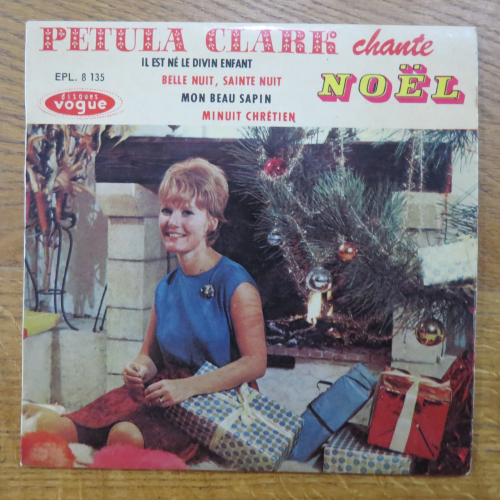 PETULA CLARK chante
IL EST NÉ LE DIVIN ENFANT
EPL. 8 135
BELLE NUIT, SAINTE NUIT
NOËL
disques
vogue
MON BEAU SAPIN
MINUIT CHRÉTIEN